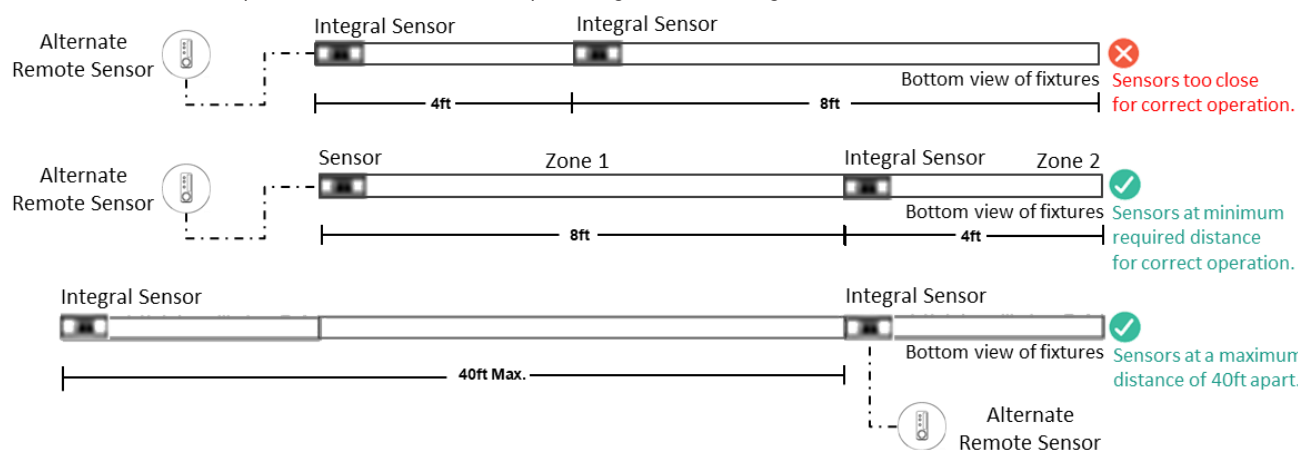 Integral Sensor
Integral Sensor
Alternate
Remote Sensor
Bottom view of fixtures
Sensors too close
for correct operation.
4ft
8ft
Sensor
Zone 1
Integral Sensor
Zone 2
Alternate
Remote Sensor
Bottom view of fixtures
Sensors at minimum
required distance
for correct operation.
8ft
4ft
Integral Sensor
Integral Sensor
Bottom view of fixtures
Sensors at a maximum
distance of 40ft apart.
40ft Max.
Alternate
Remote Sensor